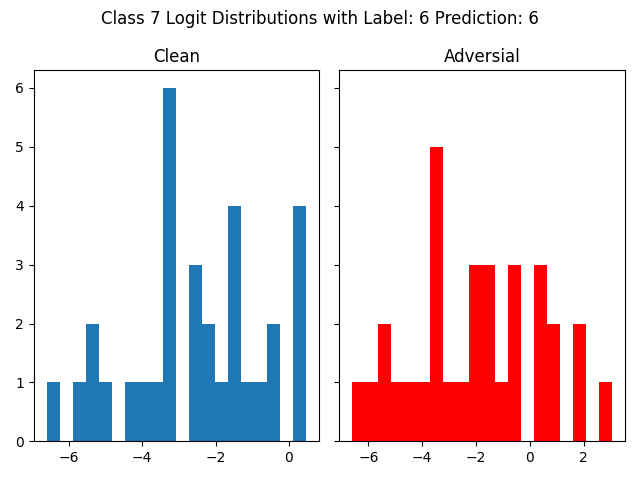 Class 7 Logit Distributions with Label: 6 Prediction: 6
Clean
Adversial
6
5
4
3
2
1
0
−6 −4 −2 0
−6 −4 −2 0 2